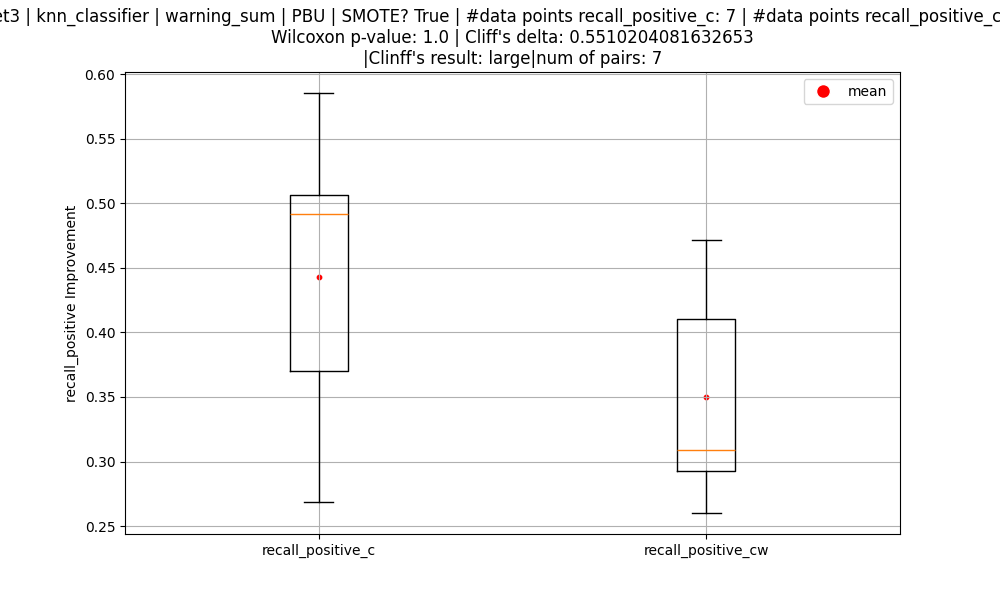 et3 | knn_classifier | warning_sum | PBU | SMOTE? True | #data points recall_positive_c: 7 | #data points recall_positive_c
Wilcoxon p-value: 1.0 | Cliff's delta: 0.5510204081632653
|Clinff's result: large|num of pairs: 7
mean
0.60
0.55
0.50
0.45
0.40
0.35
0.30
0.25
recall_positive Improvement
recall_positive_c
recall_positive_cw